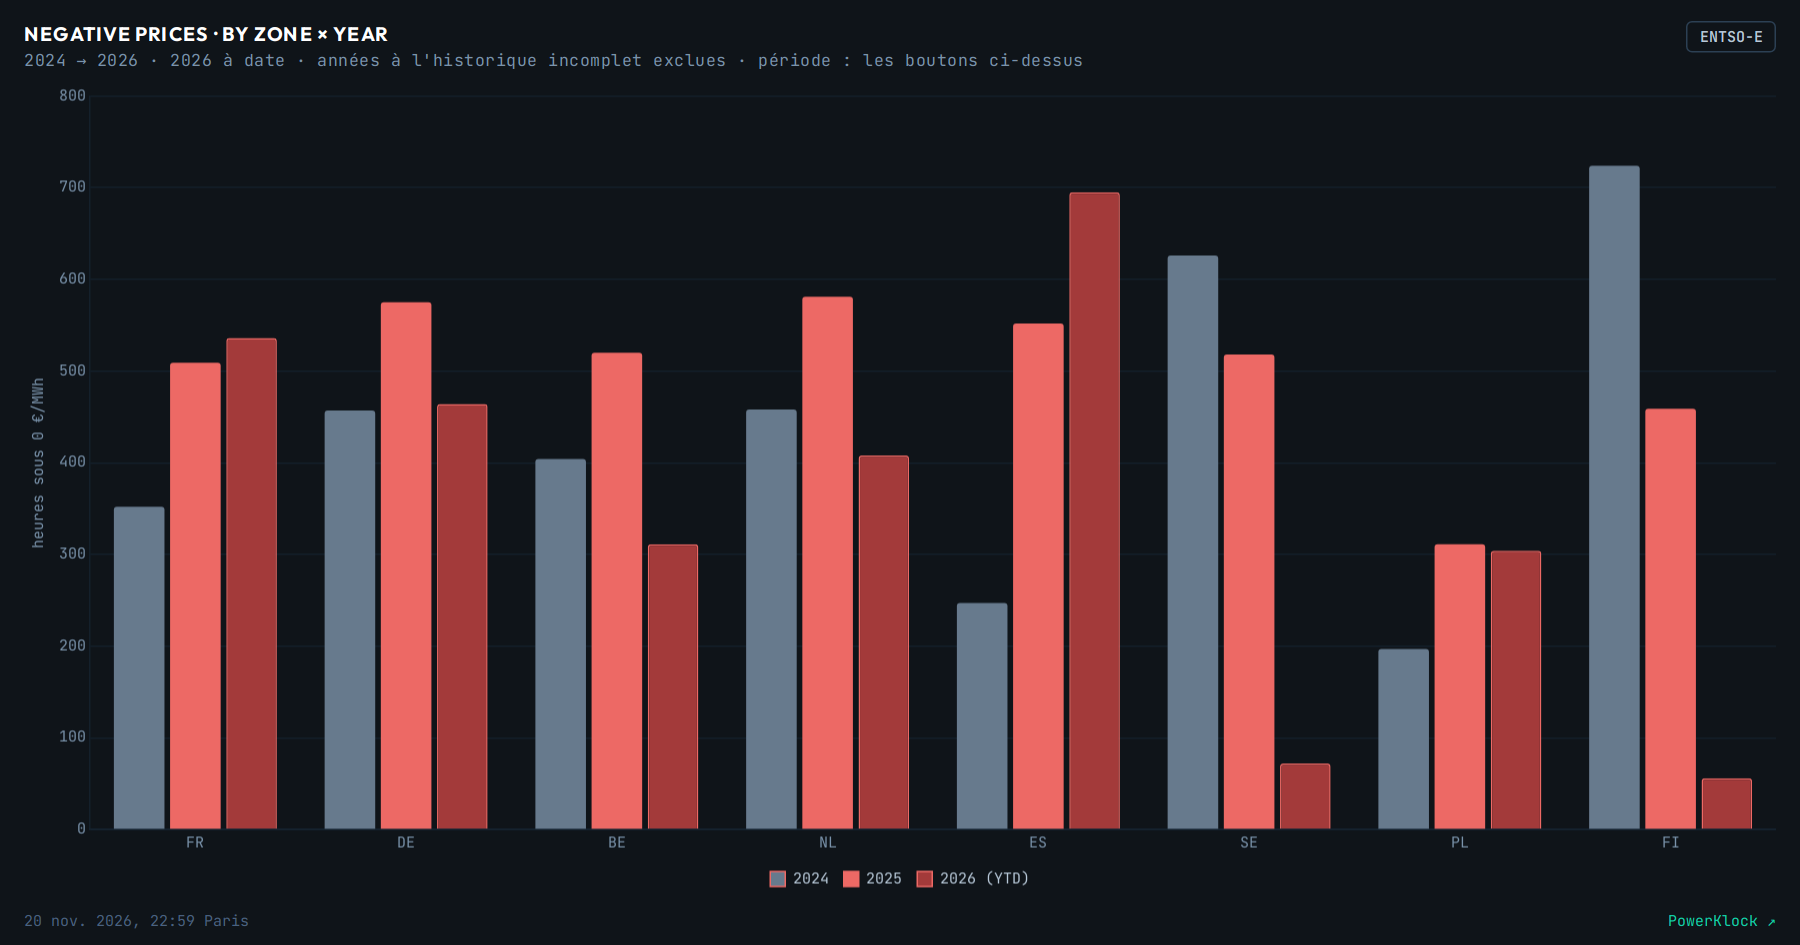 NEGATIVE PRICES · BY ZONE × YEAR
ENTSO-E
2024 → 2026 · 2026 à date · années à l'historique incomplet exclues · période : les boutons ci-dessus
800
700
600
500
400
300
200
100
0
heures sous 0 €/MWh
FR DE BE NL ES SE PL FI
2024 2025 2026 (YTD)
20 nov. 2026, 22:59 Paris
PowerKlock ↗